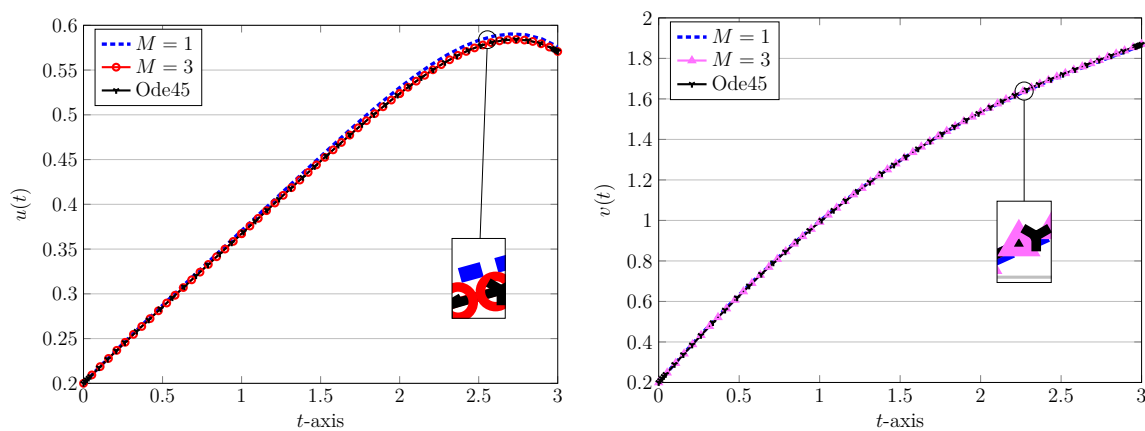 0.6
0.55
0.5
0.45
0.4
0.35
0.3
0.25
0.2
u(t)
M = 1
M = 3
Ode45
0 0.5 1 1.5 2 2.5 3
t-axis
2
1.8
1.6
1.4
1.2
1
0.8
0.6
0.4
0.2
v(t)
M = 1
M = 3
Ode45
0 0.5 1 1.5 2 2.5 3
t-axis